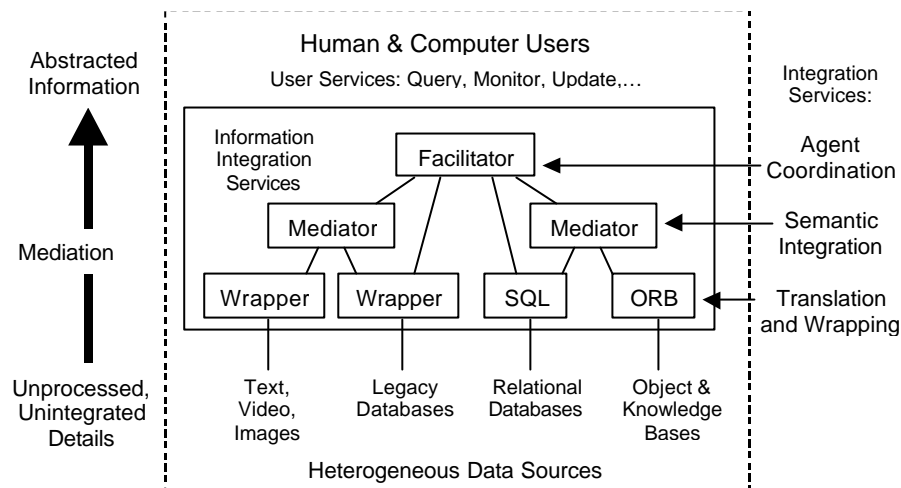 Human & Computer Users
User Services: Query, Monitor, Update,…
Abstracted
Information
Mediation
Unprocessed,
Unintegrated
Details
Information
Integration
Services
Facilitator
Mediator
Mediator
Wrapper
Wrapper
SQL
ORB
Text,
Video,
Images
Legacy
Databases
Relational
Databases
Object &
Knowledge
Bases
Heterogeneous Data Sources
Integration
Services:
Agent
Coordination
Semantic
Integration
Translation
and Wrapping